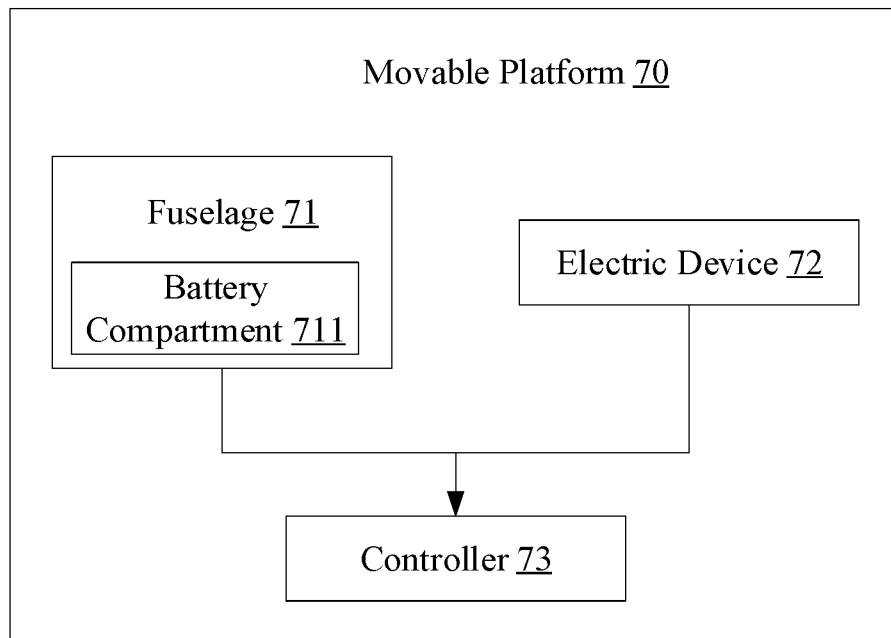 Movable Platform 70
Fuselage 71
Battery
Compartment 711
Electric Device 72
Controller 73